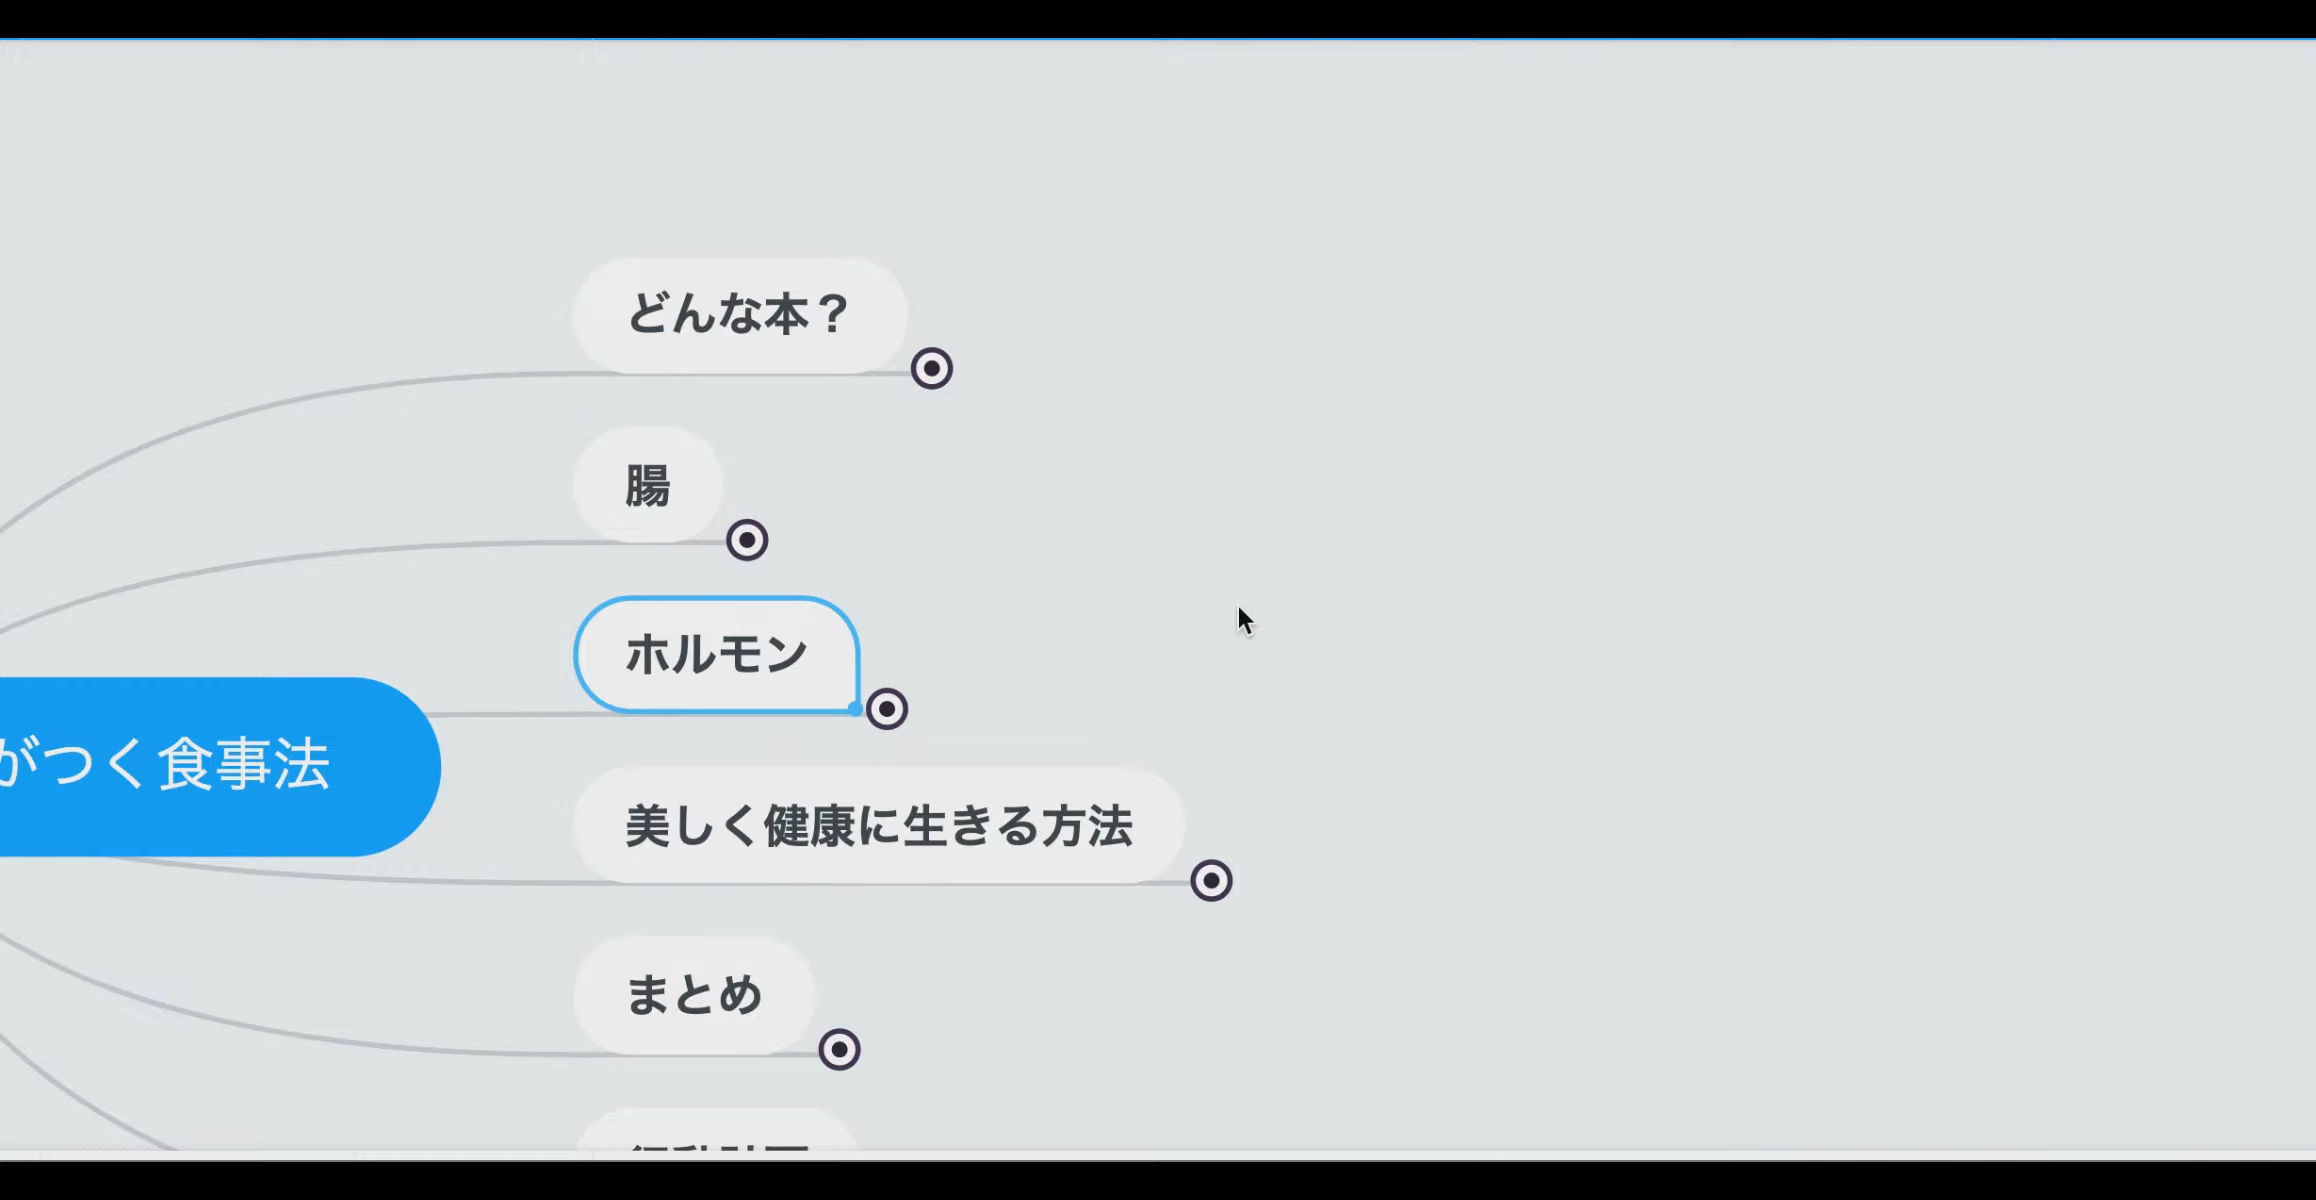 どんな本？
腸
ホルモン
がつく食事法
美しく健康に生きる方法
まとめ